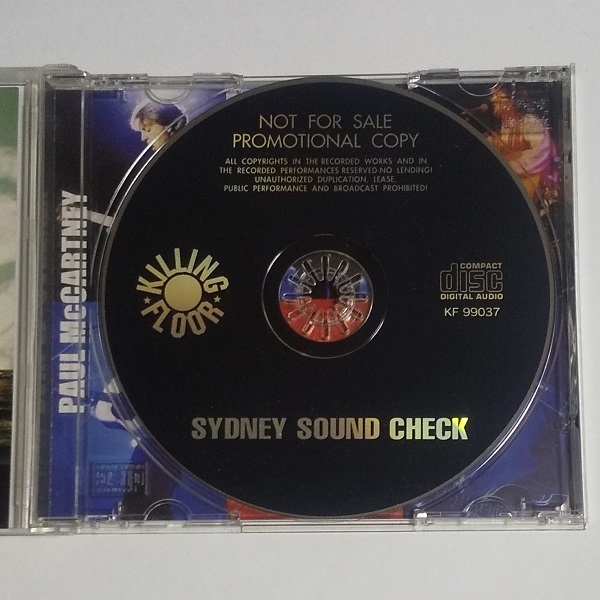 PAUL McCARTNEY
NOT FOR SALE
PROMOTIONAL COPY
ALL COPYRIGHTS IN THE RECORDED WORKS AND IN
THE RECORDED PERFORMANCES RESERVED·NO LENDING!
UNAUTHORIZED DUPLICATION, LEASE,
PUBLIC PERFORMANCE AND BROADCAST PROHIBITED!
KILLING
FLOOR
COMPACT
disc
DIGITAL AUDIO
KF 99037
SYDNEY SOUND CHECK